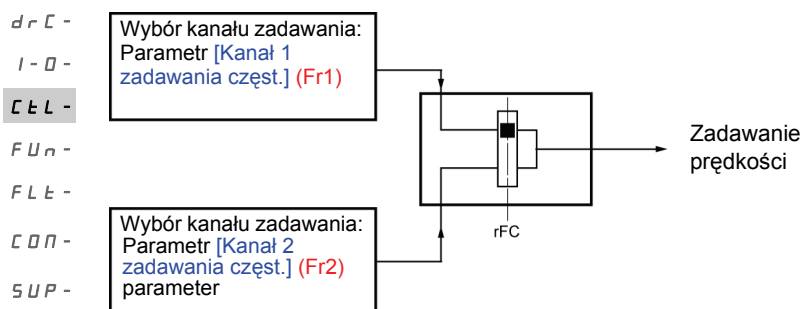 drC -
I - O -
CtL -
FUn -
FLt -
COM -
SUP -
Wybór kanału zadawania:
Parametr [Kanał 1
zadawania częst.] (Fr1)
Wybór kanału zadawania:
Parametr [Kanał 2
zadawania częst.] (Fr2)
parameter
rFC
Zadawanie
prędkości